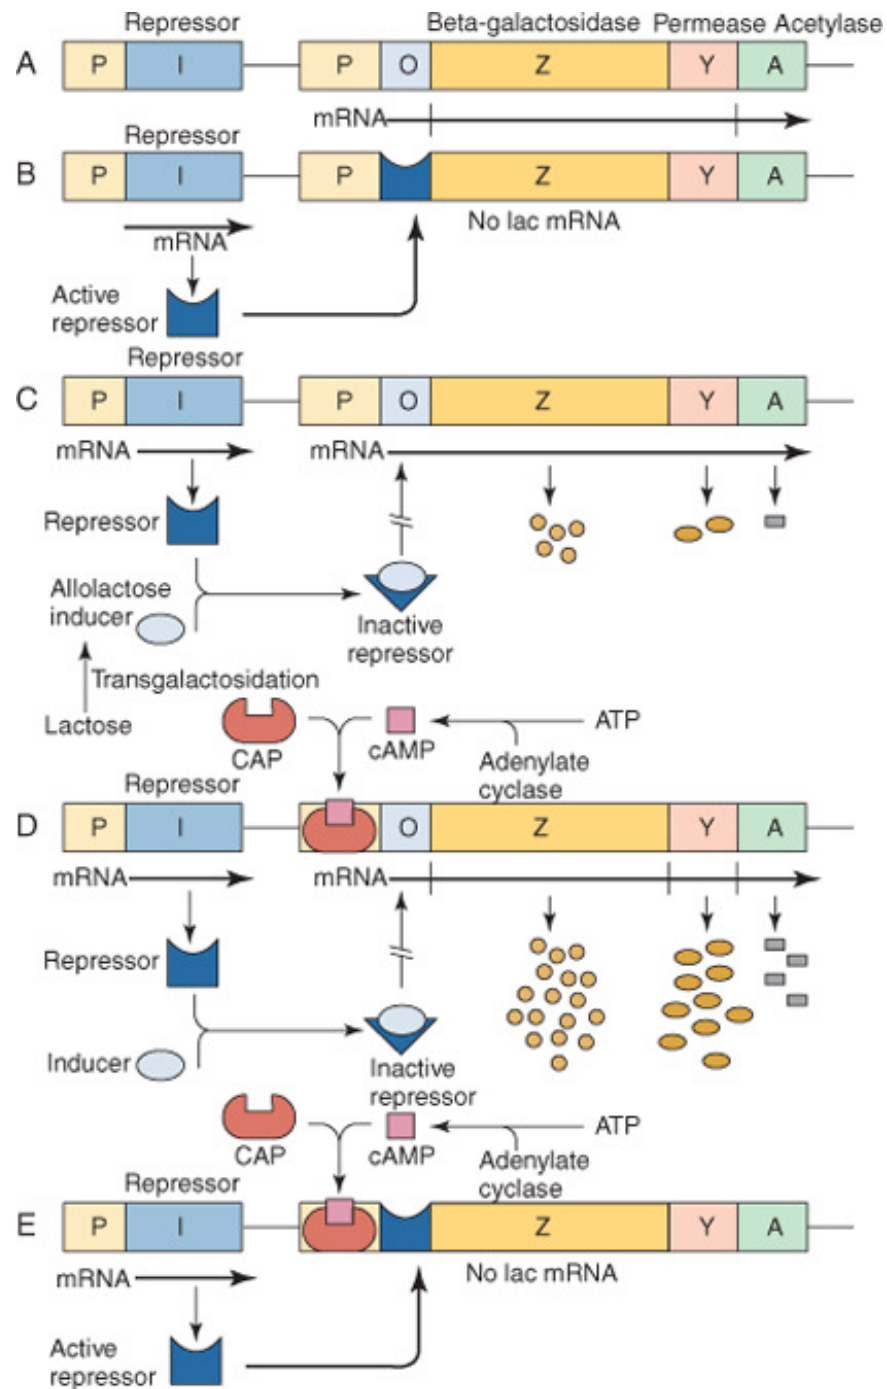 Repressor Beta-galactosidase Permease Acetylase
A P I P O Z Y A
mRNA
Repressor
B P I P Z Y A
mRNA
No lac mRNA
Active
repressor
Repressor
C P I P O Z Y A
mRNA mRNA
Repressor
Allolactose
inducer
Inactive
repressor
Transgalactosidation
Lactose
CAP
cAMP
ATP
Adenylate
cyclase
Repressor
D P I O Z Y A
mRNA mRNA
Repressor
Inducer
Inactive
repressor
CAP
cAMP
ATP
Adenylate
cyclase
Repressor
E P I Z Y A
mRNA
No lac mRNA
Active
repressor